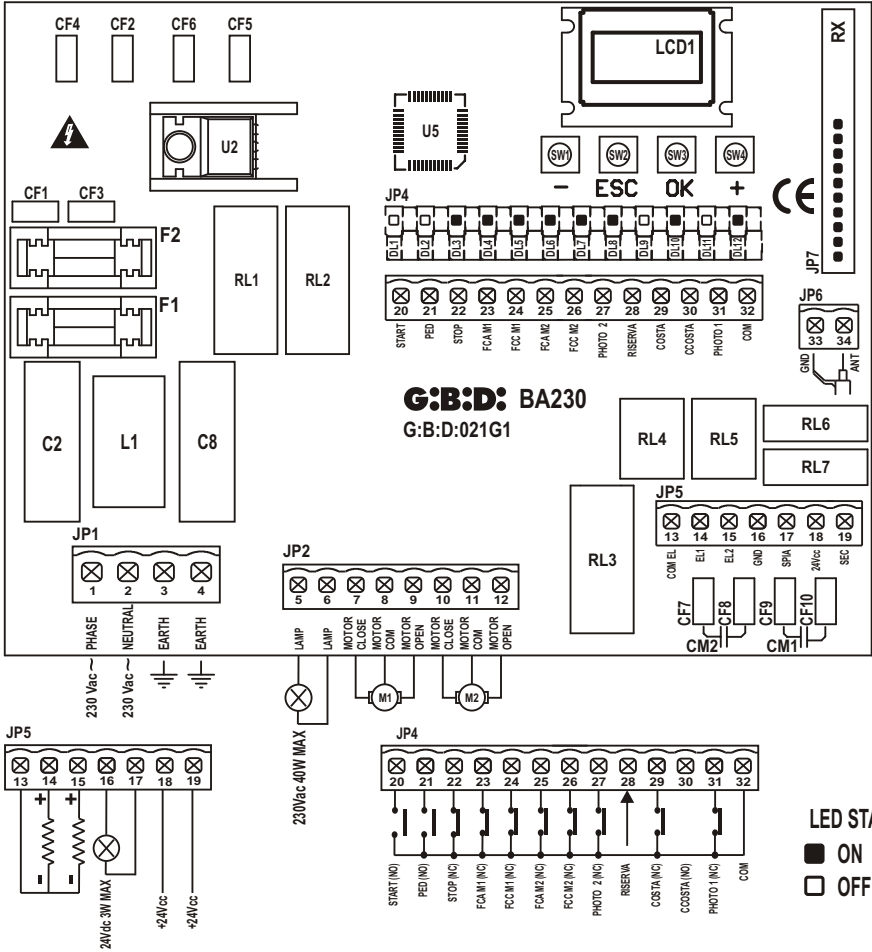 CF4 CF2 CF6 CF5
LCD1
RX
U2
U5
SW1 SW2 SW3 SW4
- ESC OK +
CF1 CF3
JP4
CE
F2
DL1 DL2 DL3 DL4 DL5 DL6 DL7 DL8 DL9 DL10 DL11 DL12
JP7
RL1 RL2
F1
20 21 22 23 24 25 26 27 28 29 30 31 32
START PED STOP FCA M1 FCC M1 FCA M2 FCC M2 PHOTO 2 RISERVA COSTA CCOSTA PHOTO 1 COM
JP6
33 34
GND ANT
G:B:D: BA230
G:B:D:021G1
C2 L1 C8
RL4 RL5 RL6
RL7
RL3
JP5
13 14 15 16 17 18 19
COM EL EL1 EL2 GND SPIA 24Vcc SEC
CF7 CF8 CF9 CF10
CM2 CM1
JP1
1 2 3 4
PHASE NEUTRAL EARTH EARTH
230 Vac ~ 230 Vac ~
JP2
5 6 7 8 9 10 11 12
LAMP LAMP MOTOR CLOSE MOTOR COM MOTOR OPEN MOTOR CLOSE MOTOR COM MOTOR OPEN
M1 M2
230Vac 40W MAX
JP5
13 14 15 16 17 18 19
+ +
- -
24Vdc 3W MAX
+24Vcc +24Vcc
JP4
20 21 22 23 24 25 26 27 28 29 30 31 32
START (NO) PED (NO) STOP (NC) FCA M1 (NC) FCC M1 (NC) FCA M2 (NC) FCC M2 (NC) PHOTO 2 (NC) RISERVA COSTA (NC) CCOSTA (NO) PHOTO 1 (NC) COM
LED STA
ON
OFF